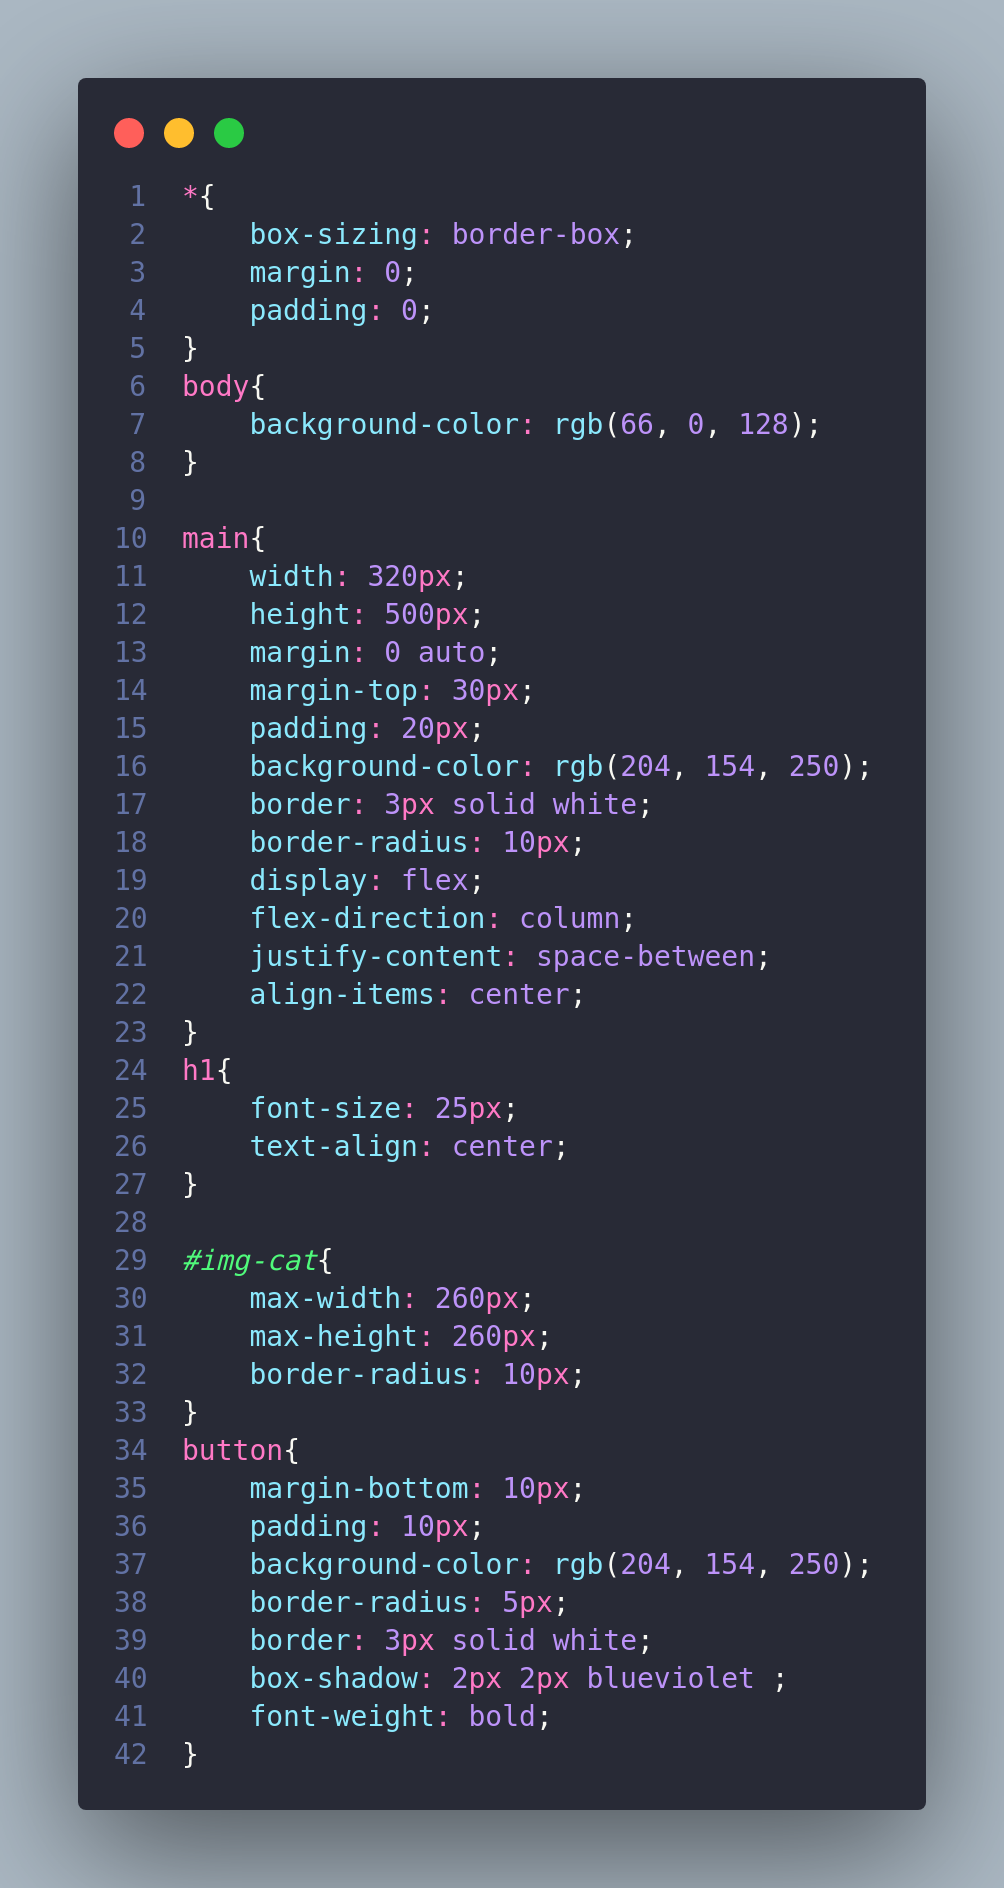 1 *{
2     box-sizing: border-box;
3     margin: 0;
4     padding: 0;
5 }
6 body{
7     background-color: rgb(66, 0, 128);
8 }
9
10 main{
11     width: 320px;
12     height: 500px;
13     margin: 0 auto;
14     margin-top: 30px;
15     padding: 20px;
16     background-color: rgb(204, 154, 250);
17     border: 3px solid white;
18     border-radius: 10px;
19     display: flex;
20     flex-direction: column;
21     justify-content: space-between;
22     align-items: center;
23 }
24 h1{
25     font-size: 25px;
26     text-align: center;
27 }
28
29 #img-cat{
30     max-width: 260px;
31     max-height: 260px;
32     border-radius: 10px;
33 }
34 button{
35     margin-bottom: 10px;
36     padding: 10px;
37     background-color: rgb(204, 154, 250);
38     border-radius: 5px;
39     border: 3px solid white;
40     box-shadow: 2px 2px blueviolet ;
41     font-weight: bold;
42 }